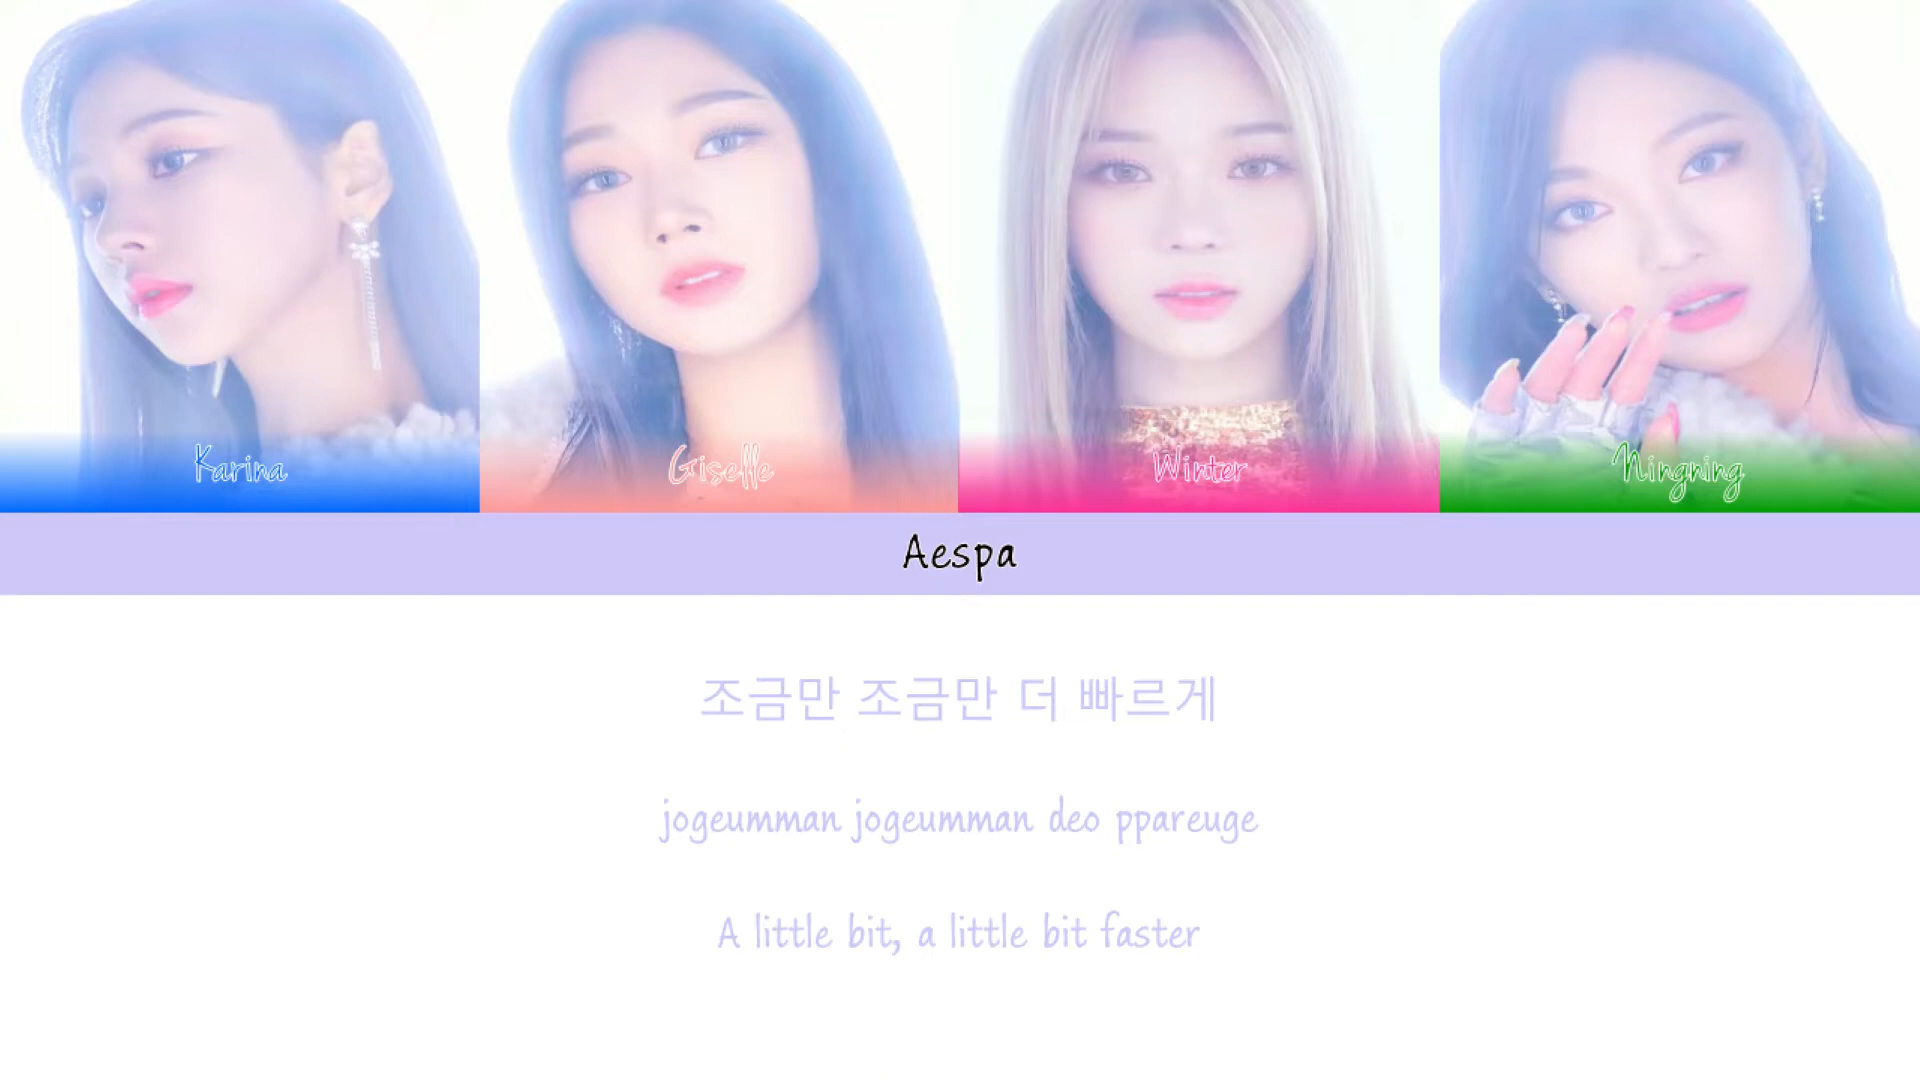 Karina
Giselle
Winter
Ningning
Aespa
조금만 조금만 더 빠르게
jogeumman jogeumman deo ppareuge
A little bit, a little bit faster